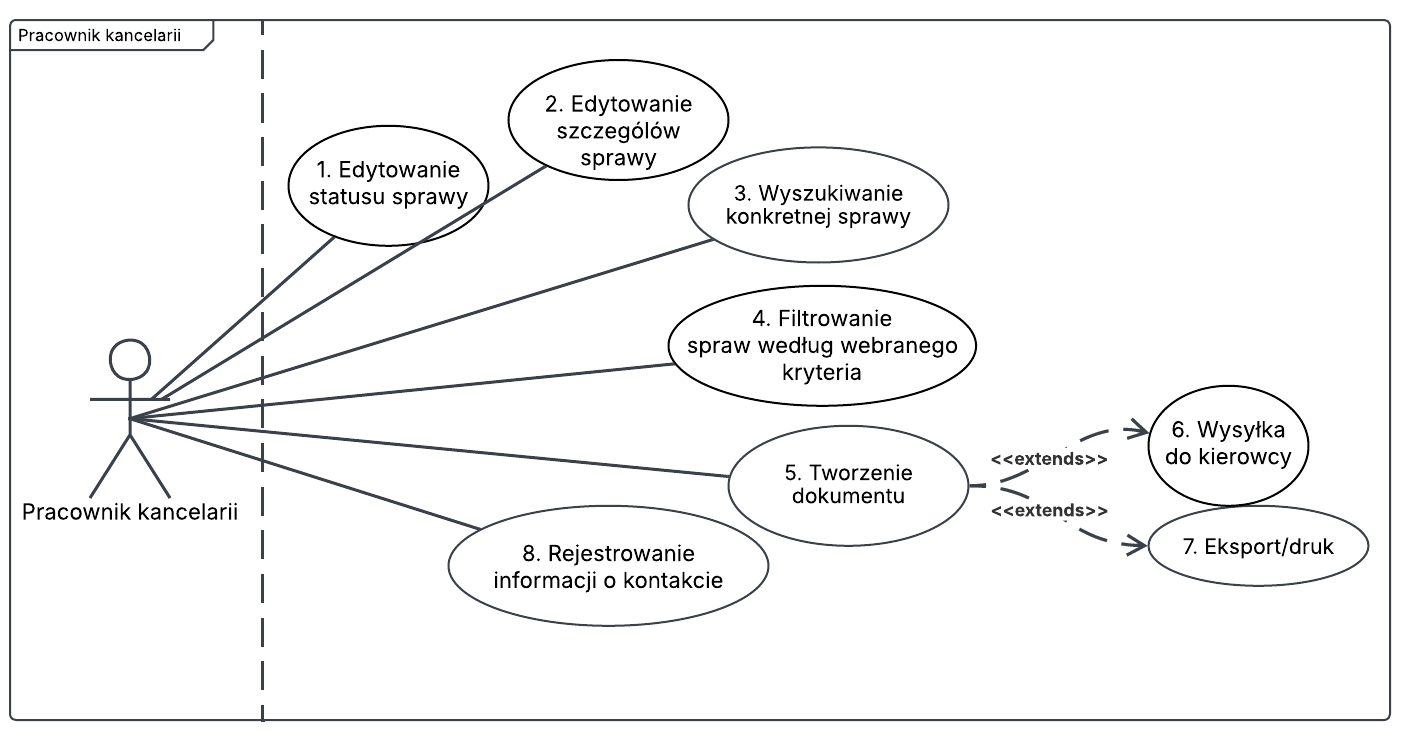 Pracownik kancelarii
2. Edytowanie
szczególów
sprawy
1. Edytowanie
statusu sprawy
3. Wyszukiwanie
konkretnej sprawy
4. Filtrowanie
spraw według webranego
kryteria
5. Tworzenie
dokumentu
<<extends>>
<<extends>>
6. Wysyłka
do kierowcy
7. Eksport/druk
8. Rejestrowanie
informacji o kontakcie
Pracownik kancelarii